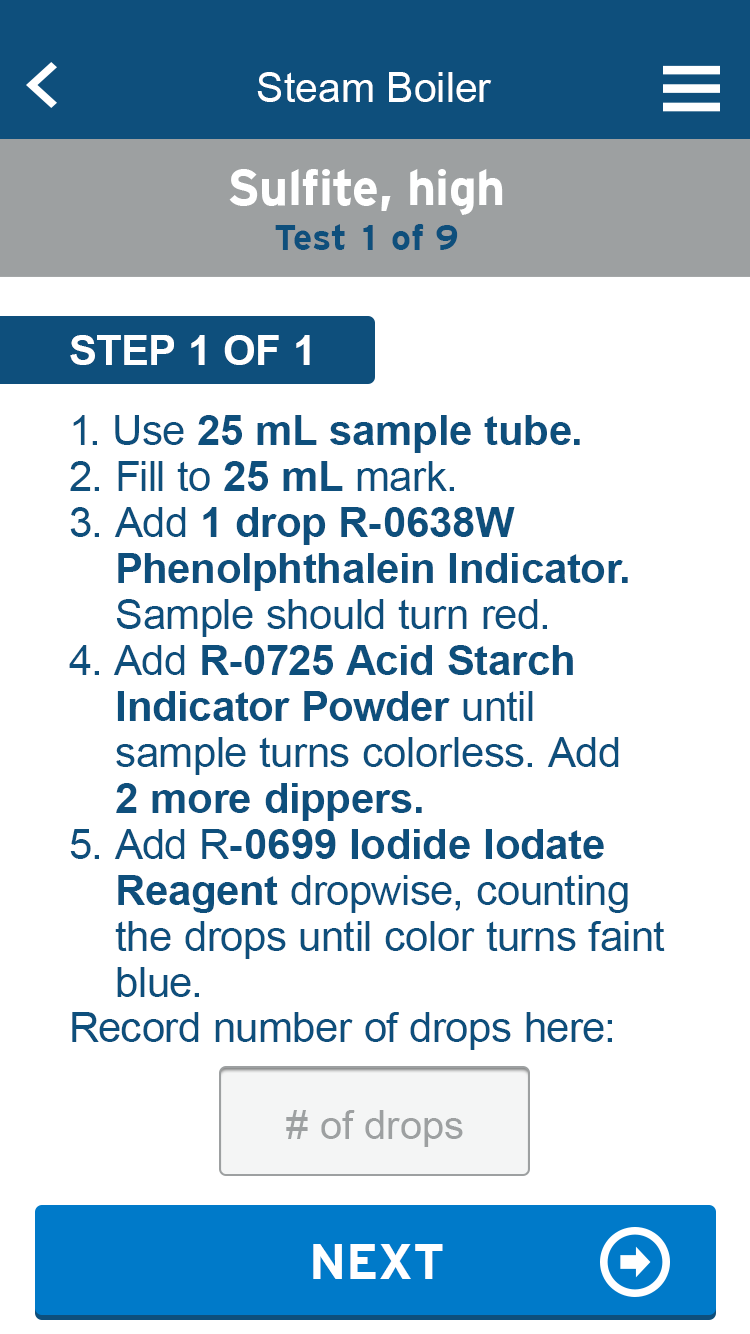 Steam Boiler
Sulfite, high
Test 1 of 9
STEP 1 OF 1
1. Use 25 mL sample tube.
2. Fill to 25 mL mark.
3. Add 1 drop R-0638W
Phenolphthalein Indicator.
Sample should turn red.
4. Add R-0725 Acid Starch
Indicator Powder until
sample turns colorless. Add
2 more dippers.
5. Add R-0699 Iodide Iodate
Reagent dropwise, counting
the drops until color turns faint
blue.
Record number of drops here:
# of drops
NEXT